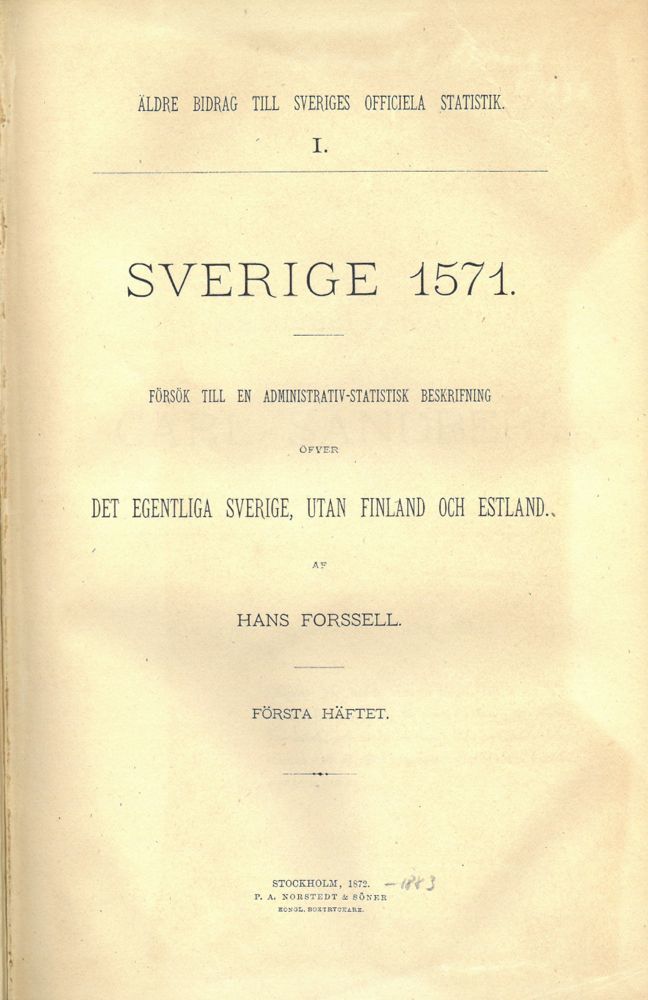 ÄLDRE BIDRAG TILL SVERIGES OFFICIELA STATISTIK.
I.
SVERIGE 1571.
FÖRSÖK TILL EN ADMINISTRATIV-STATISTISK BESKRIFNING
ÖFVER
DET EGENTLIGA SVERIGE, UTAN FINLAND OCH ESTLAND.
AF
HANS FORSSELL.
FÖRSTA HÄFTET.
STOCKHOLM, 1872. —1883
P. A. NORSTEDT & SÖNER
KONGL. BOKTRYCKARE.